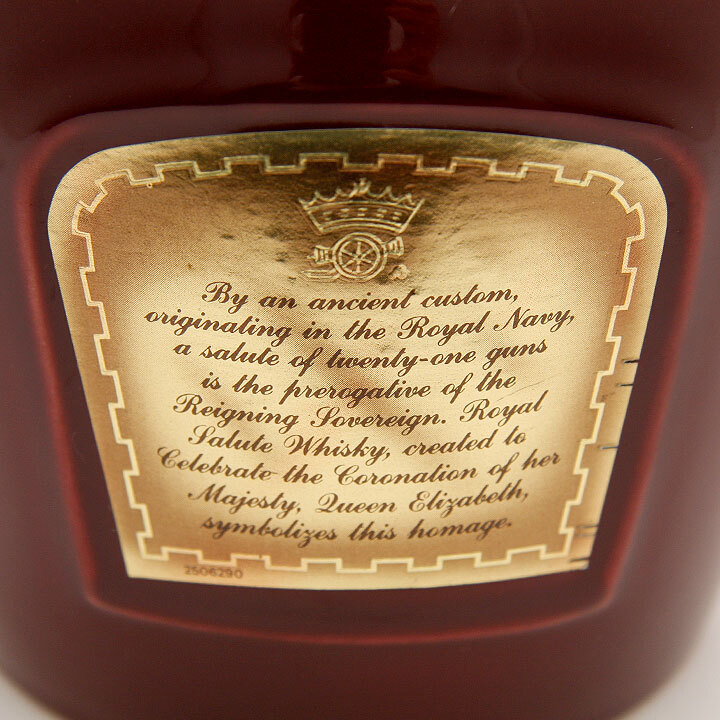 By an ancient custom,
originating in the Royal Navy,
a salute of twenty-one guns
is the prerogative of the
Reigning Sovereign. Royal
Salute Whisky, created to
Celebrate the Coronation of her
Majesty, Queen Elizabeth,
symbolizes this homage.
2506290